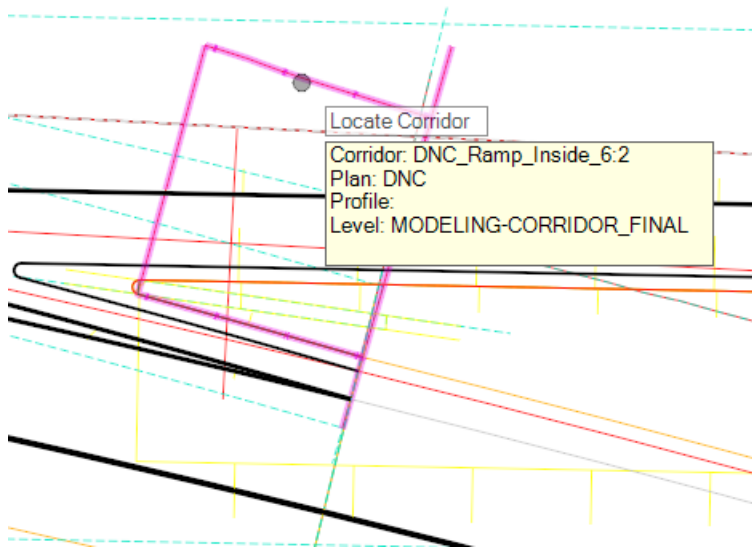 Locate Corridor
Corridor: DNC_Ramp_Inside_6:2
Plan: DNC
Profile:
Level: MODELING-CORRIDOR_FINAL